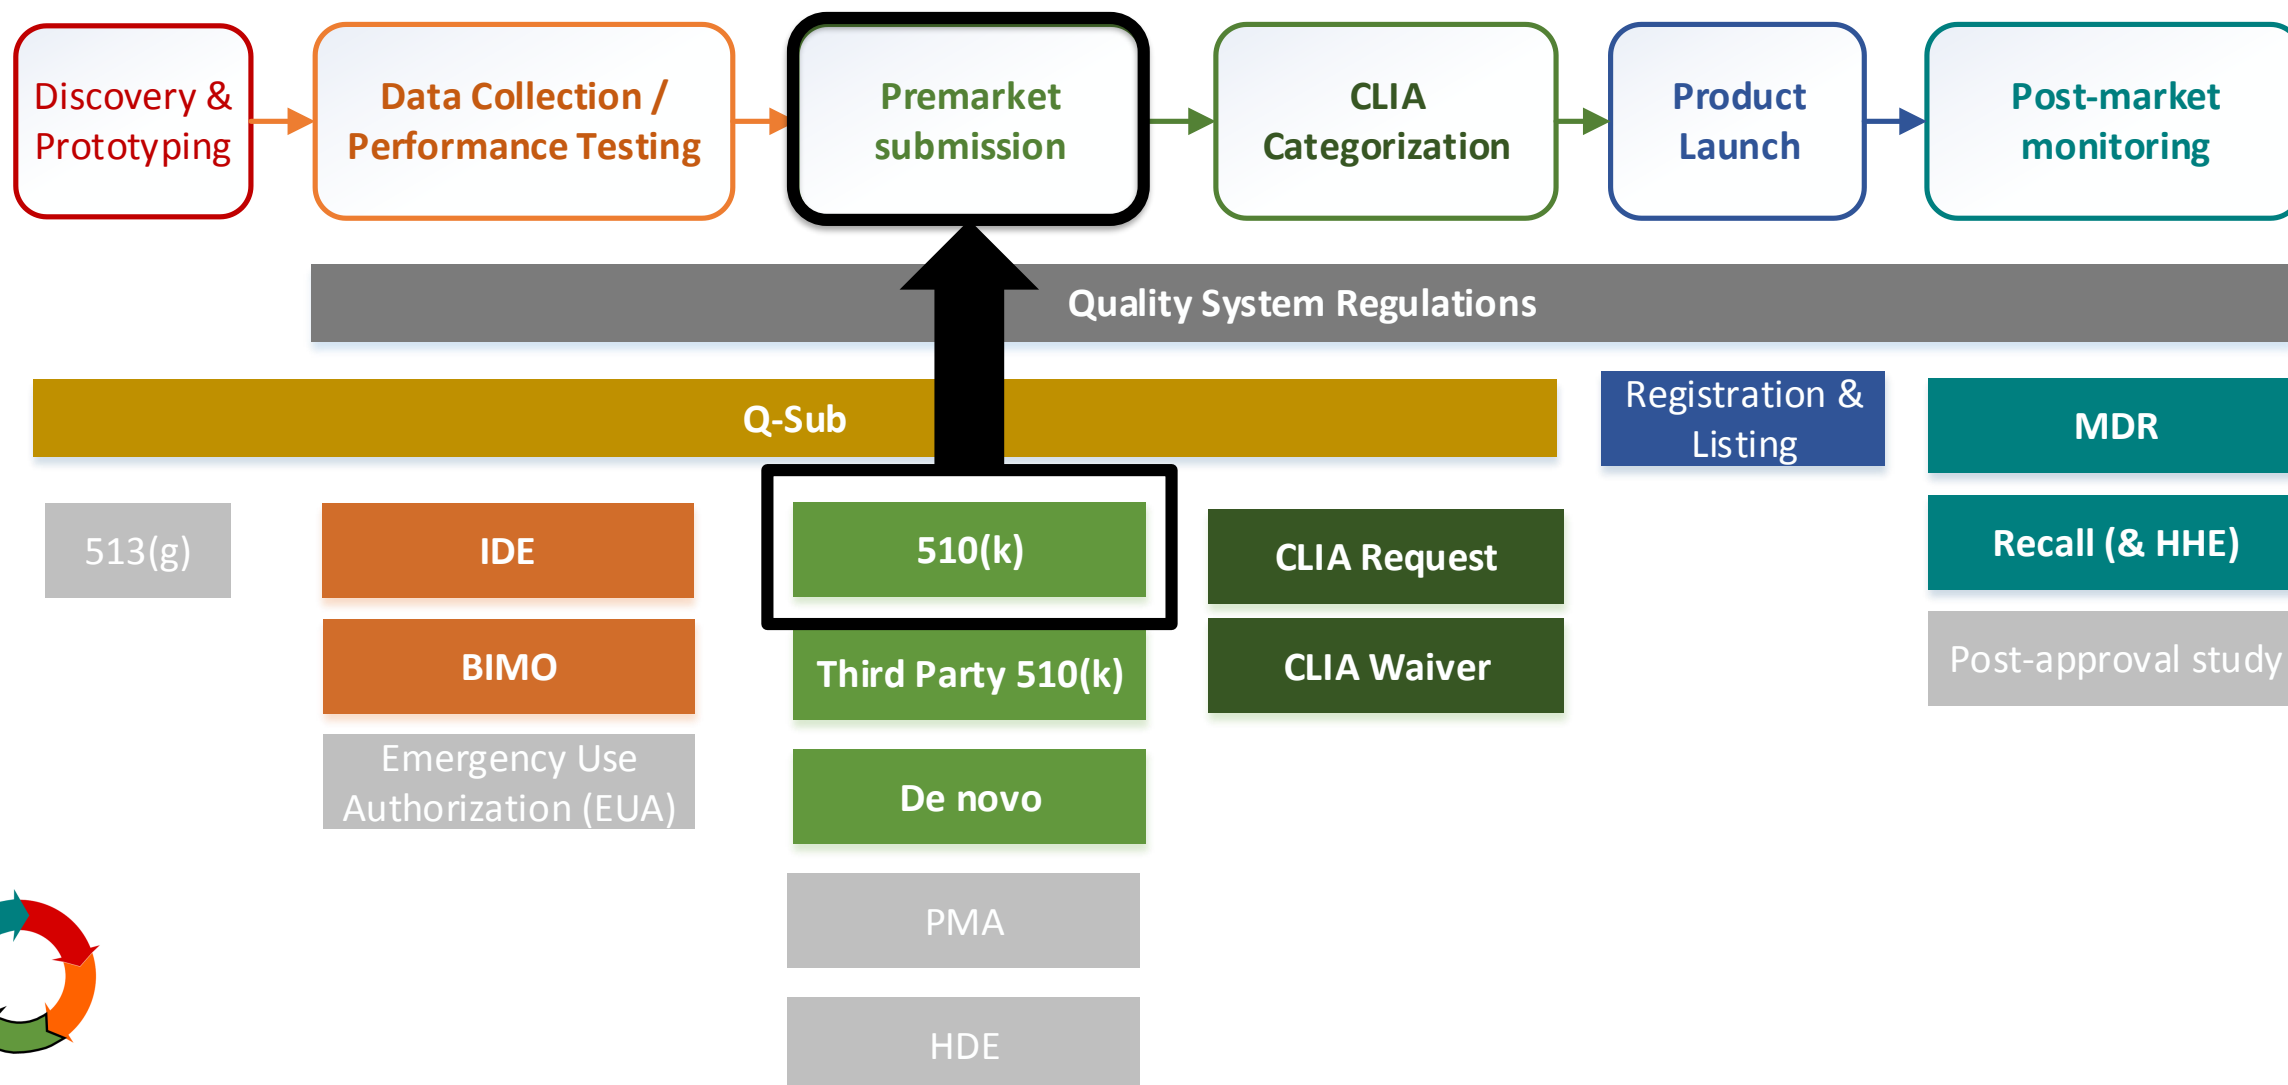 Discovery &
Prototyping
Data Collection /
Performance Testing
Premarket
submission
CLIA
Categorization
Product
Launch
Post-market
monitoring
Quality System Regulations
Q-Sub
Registration &
Listing
MDR
513(g)
IDE
510(k)
CLIA Request
Recall (& HHE)
BIMO
Third Party 510(k)
CLIA Waiver
Post-approval study
Emergency Use
Authorization (EUA)
De novo
PMA
HDE